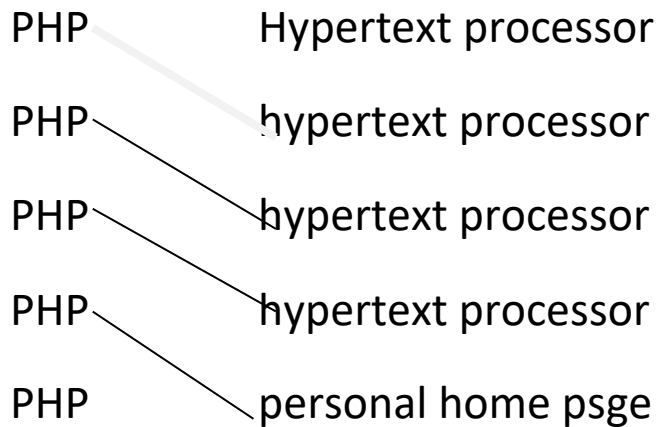 PHP Hypertext processor
PHP hypertext processor
PHP hypertext processor
PHP hypertext processor
PHP personal home psge